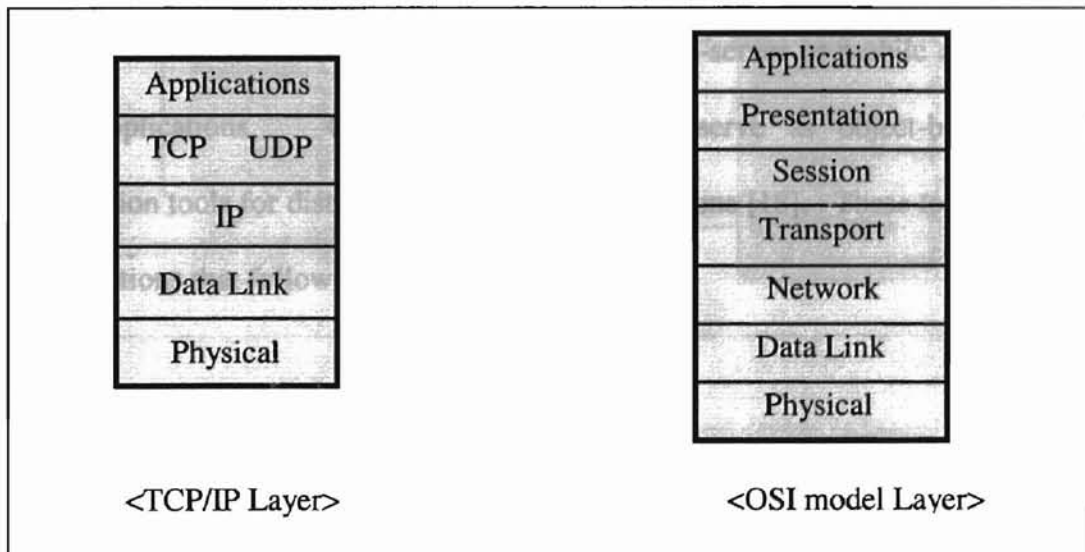 Applications
TCP UDP
IP
Data Link
Physical
<TCP/IP Layer>
Applications
Presentation
Session
Transport
Network
Data Link
Physical
<OSI model Layer>